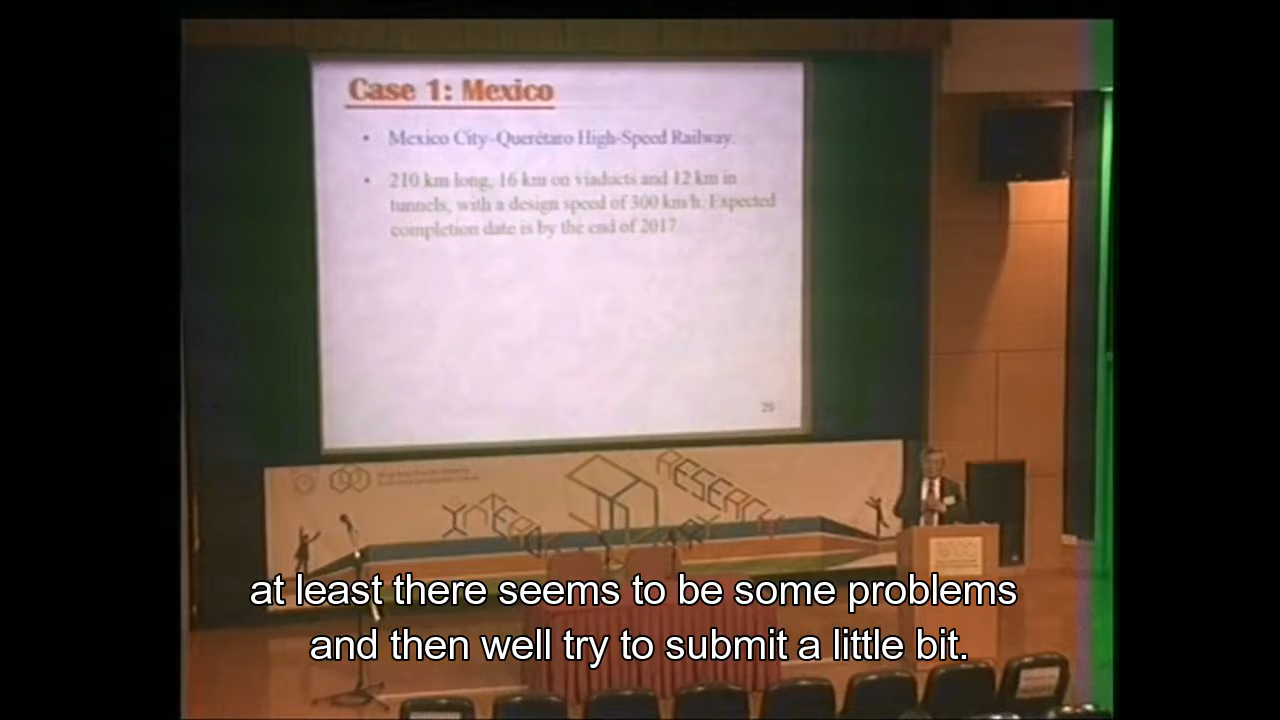 Case 1: Mexico
• Mexico City-Querétaro High-Speed Railway.
• 210 km long, 16 km on viaducts and 12 km in
tunnels, with a design speed of 300 km/h. Expected
completion date is by the end of 2017
29
RESEARCH
at least there seems to be some problems
and then well try to submit a little bit.